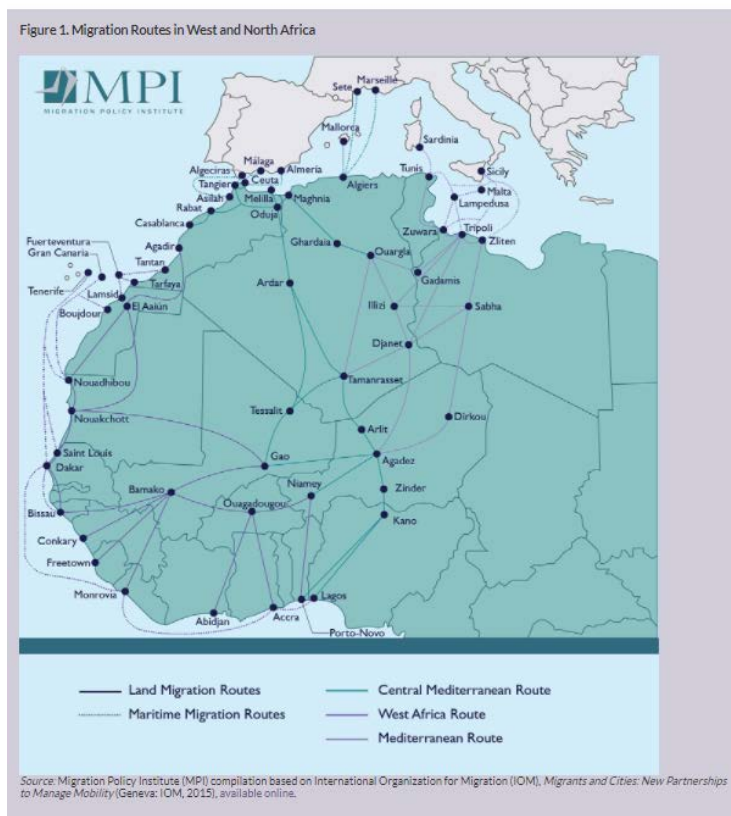 Figure 1. Migration Routes in West and North Africa
MPI
MIGRATION POLICY INSTITUTE
Marseille
Sete
Mallorca
Sardinia
Málaga
Algeciras
Almería
Tunis
Sicily
Tangier
Ceuta
Algiers
Malta
Asilah
Melilla
Maghnia
Lampedusa
Rabat
Oduja
Casablanca
Zuwara
Tripoli
Zliten
Fuerteventura
Gran Canaria
Agadir
Ghardaia
Ouargla
Tantan
Gadamis
Tenerife
Lamsid
Tarfaya
Ardar
Boujdour
El Aaiún
Illizi
Sabha
Djanet
Nouadhibou
Tamanrasset
Nouakchott
Tessalit
Dirkou
Arlit
Saint Louis
Dakar
Gao
Agadez
Bamako
Niamey
Zinder
Ouagadougou
Bissau
Kano
Conkary
Freetown
Monrovia
Lagos
Abidjan
Accra
Porto-Novo
Land Migration Routes
Central Mediterranean Route
Maritime Migration Routes
West Africa Route
Mediterranean Route
Source: Migration Policy Institute (MPI) compilation based on International Organization for Migration (IOM), Migrants and Cities: New Partnerships
to Manage Mobility (Geneva: IOM, 2015), available online.